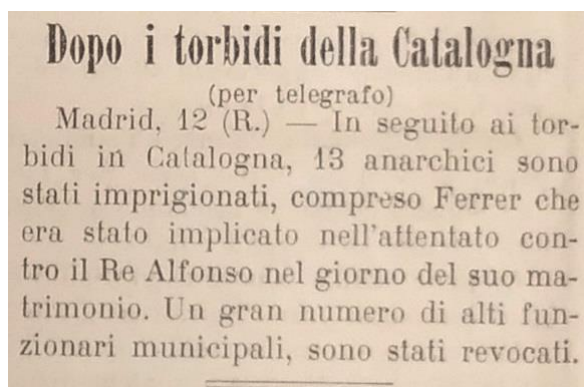 Dopo i torbidi della Catalogna
(per telegrafo)
Madrid, 12 (R.) — In seguito ai tor-
bidi in Catalogna, 13 anarchici sono
stati imprigionati, compreso Ferrer che
era stato implicato nell'attentato con-
tro il Re Alfonso nel giorno del suo ma-
trimonio. Un gran numero di alti fun-
zionari municipali, sono stati revocati.